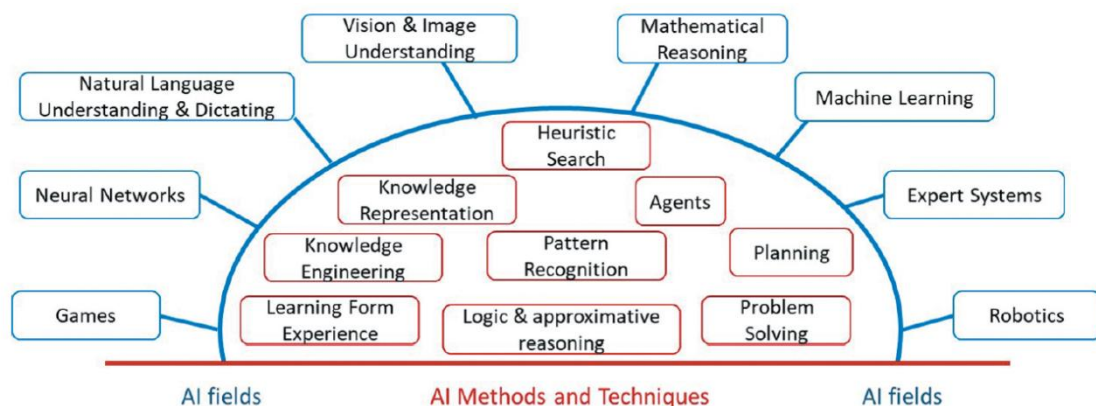 Vision & Image
Understanding
Mathematical
Reasoning
Natural Language
Understanding & Dictating
Machine Learning
Heuristic
Search
Neural Networks
Knowledge
Representation
Agents
Expert Systems
Knowledge
Engineering
Pattern
Recognition
Planning
Games
Learning Form
Experience
Logic & approximative
reasoning
Problem
Solving
Robotics
AI fields
AI Methods and Techniques
AI fields